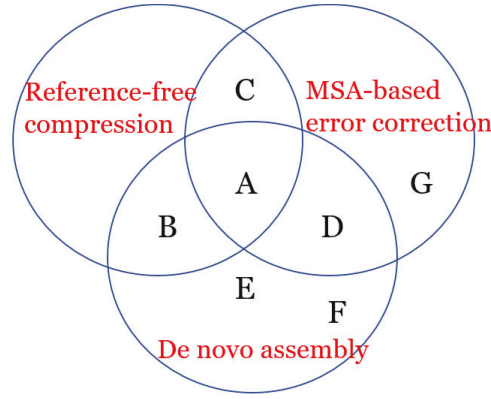 C
Reference-free
compression
MSA-based
error correction
A
G
B
D
E
F
De novo assembly